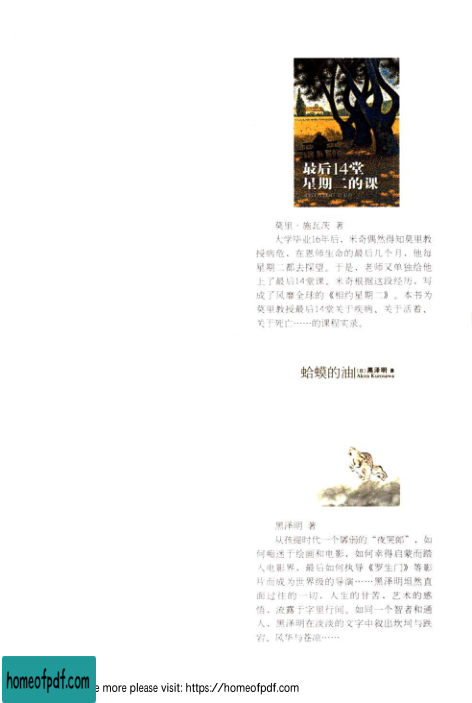 最后14堂
星期二的课
莫里·施瓦茨 著
大学毕业16年后，米奇偶然得知莫里教
授病危，在恩师生命的最后几个月，他每
星期二都去探望。于是，老师又单独给他
上了最后14堂课。米奇根据这段经历，写
成了风靡全球的《相约星期二》。本书为
莫里教授最后14堂关于疾病、关于活着、
关于死亡……的课程实录。
蛤蟆的油 [日] 黑泽明 著
Akira Kurosawa
黑泽明 著
从孩提时代一个孱弱的“夜哭郎”，如
何痴迷于绘画和电影，如何幸得启蒙而踏
入电影界，最后如何执导《罗生门》等影
片而成为世界级的导演……黑泽明坦然直
面过往的一切，人生的甘苦、艺术的感
悟，流露于字里行间。如同一个智者和通
人，黑泽明在淡淡的文字中叙出坎坷与跌
宕、风华与苍凉……
homeofpdf.com
e more please visit: https://homeofpdf.com